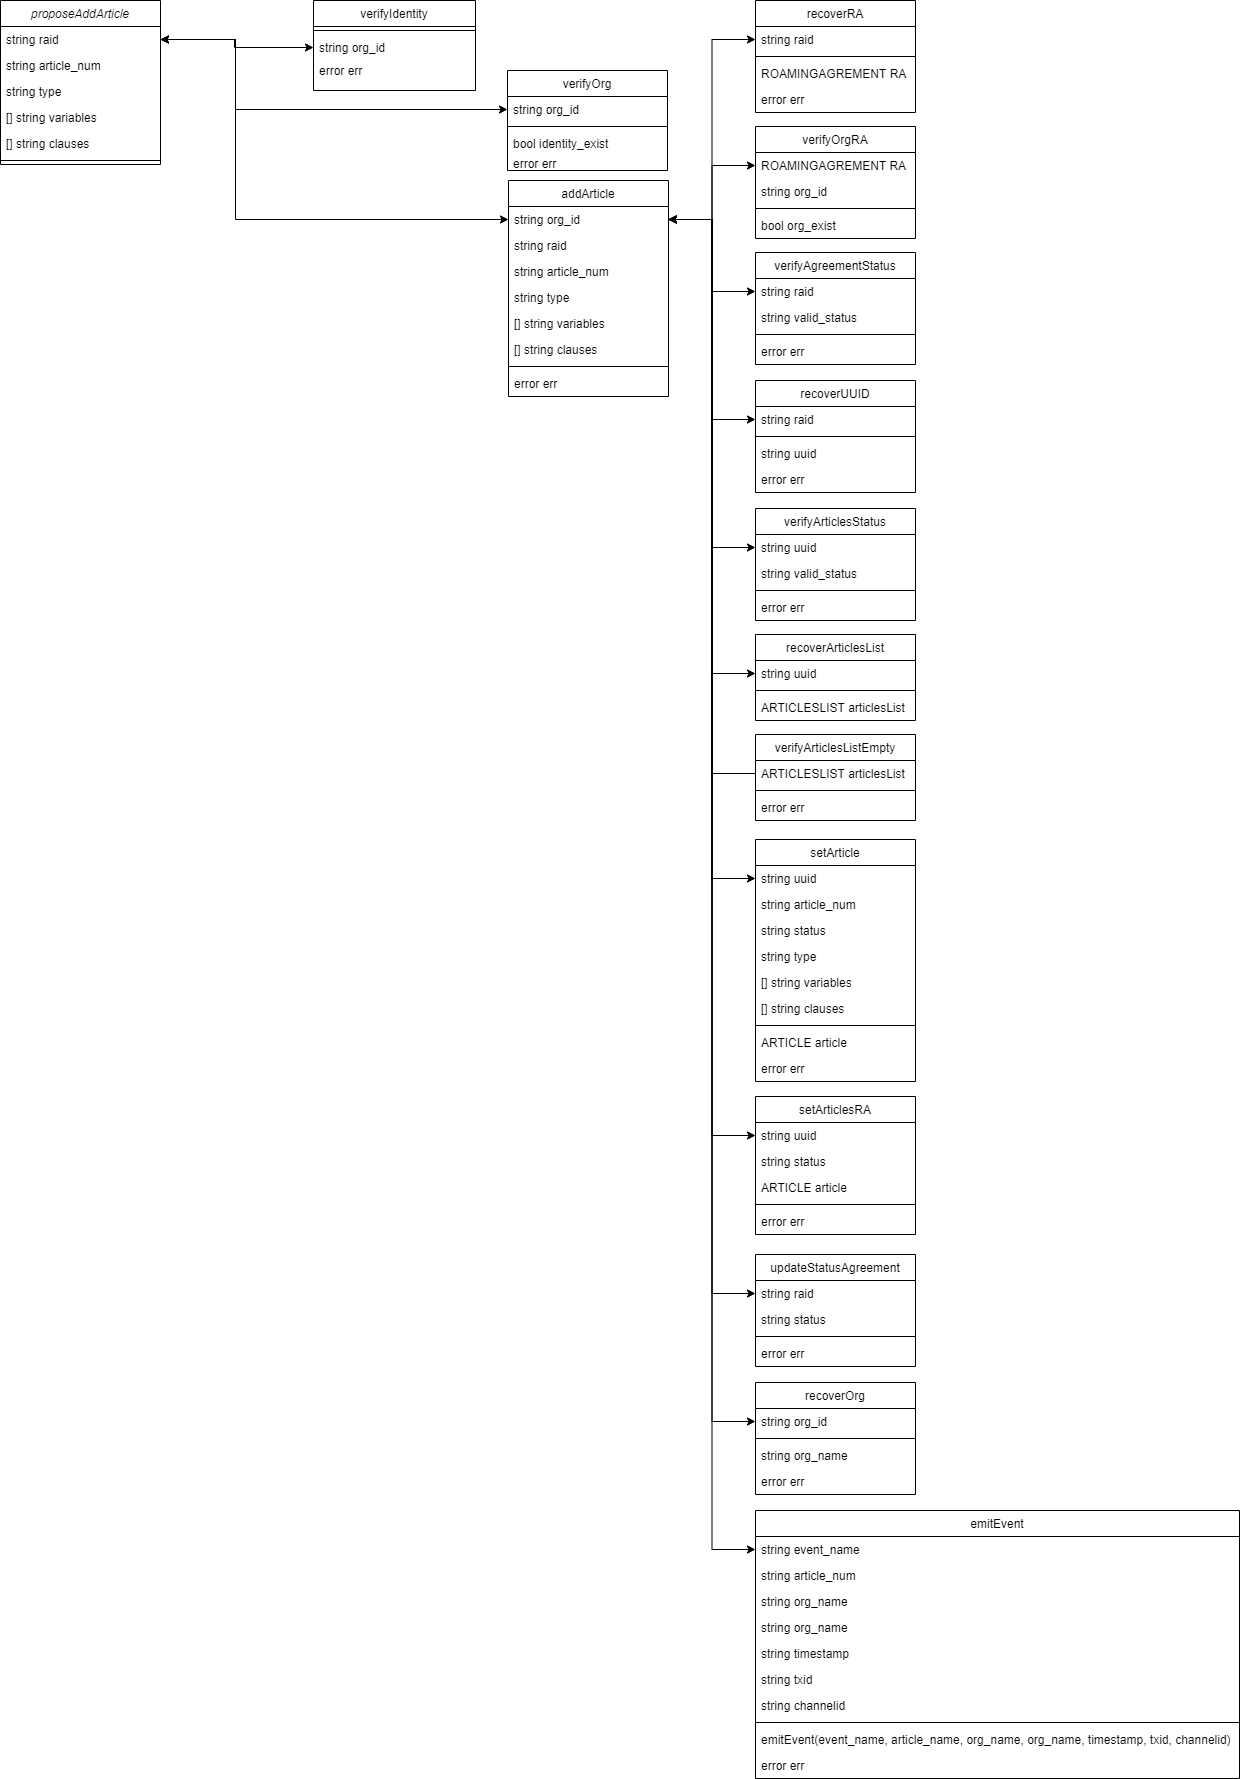 proposeAddArticle
string raid
string article_num
string type
[] string variables
[] string clauses
verifyIdentity
string org_id
error err
verifyOrg
string org_id
bool identity_exist
error err
addArticle
string org_id
string raid
string article_num
string type
[] string variables
[] string clauses
error err
recoverRA
string raid
ROAMINGAGREMENT RA
error err
verifyOrgRA
ROAMINGAGREMENT RA
string org_id
bool org_exist
verifyAgreementStatus
string raid
string valid_status
error err
recoverUUID
string raid
string uuid
error err
verifyArticlesStatus
string uuid
string valid_status
error err
recoverArticlesList
string uuid
ARTICLESLIST articlesList
verifyArticlesListEmpty
ARTICLESLIST articlesList
error err
setArticle
string uuid
string article_num
string status
string type
[] string variables
[] string clauses
ARTICLE article
error err
setArticlesRA
string uuid
string status
ARTICLE article
error err
updateStatusAgreement
string raid
string status
error err
recoverOrg
string org_id
string org_name
error err
emitEvent
string event_name
string article_num
string org_name
string org_name
string timestamp
string txid
string channelid
emitEvent(event_name, article_name, org_name, org_name, timestamp, txid, channelid)
error err